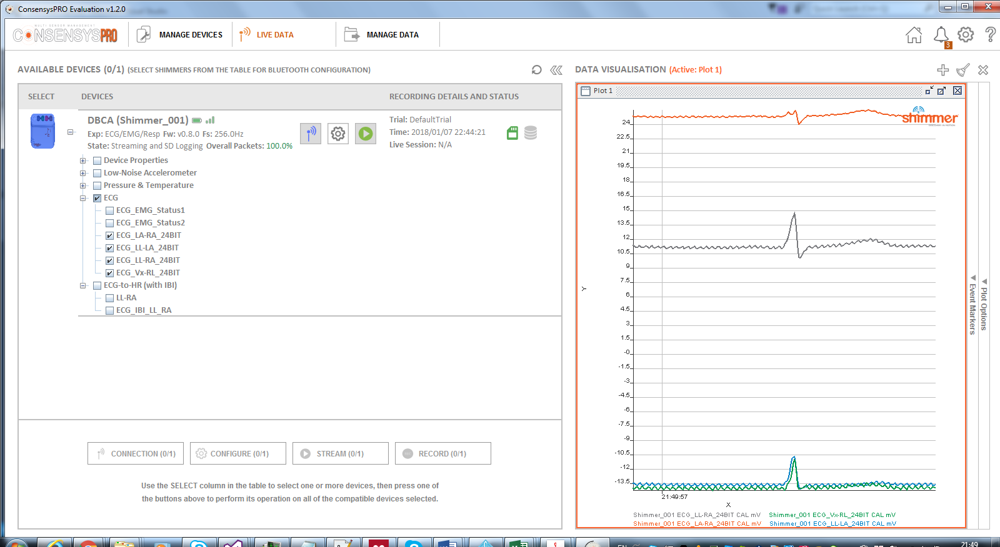 ConsensysPRO Evaluation v1.2.0
MULTI SENSOR MANAGEMENT
CONSENSYSPRO
MANAGE DEVICES
LIVE DATA
MANAGE DATA
3
AVAILABLE DEVICES (0/1) (SELECT SHIMMERS FROM THE TABLE FOR BLUETOOTH CONFIGURATION)
SELECT DEVICES RECORDING DETAILS AND STATUS
DBCA (Shimmer_001)
Exp: ECG/EMG/Resp Fw: v0.8.0 Fs: 256.0Hz
State: Streaming and SD Logging Overall Packets: 100.0%
Trial: DefaultTrial
Time: 2018/01/07 22:44:21
Live Session: N/A
Device Properties
Low-Noise Accelerometer
Pressure & Temperature
ECG
ECG_EMG_Status1
ECG_EMG_Status2
ECG_LA-RA_24BIT
ECG_LL-LA_24BIT
ECG_LL-RA_24BIT
ECG_Vx-RL_24BIT
ECG-to-HR (with IBI)
LL-RA
ECG_IBI_LL_RA
CONNECTION (0/1)
CONFIGURE (0/1)
STREAM (0/1)
RECORD (0/1)
Use the SELECT column in the table to select one or more devices, then press one of
the buttons above to perform its operation on all of the compatible devices selected.
DATA VISUALISATION (Active: Plot 1)
Plot 1
shimmer
24
22.5
21
19.5
18
16.5
15
13.5
12
10.5
9
7.5
6
4.5
3
1.5
-0
-1.5
-3
-4.5
-6
-7.5
-9
-10.5
-12
-13.5
Y
21:49:57
X
Shimmer_001 ECG_LL-RA_24BIT CAL mV Shimmer_001 ECG_Vx-RL_24BIT CAL mV
Shimmer_001 ECG_LA-RA_24BIT CAL mV Shimmer_001 ECG_LL-LA_24BIT CAL mV
Event Markers
Plot Options
EN
21:49